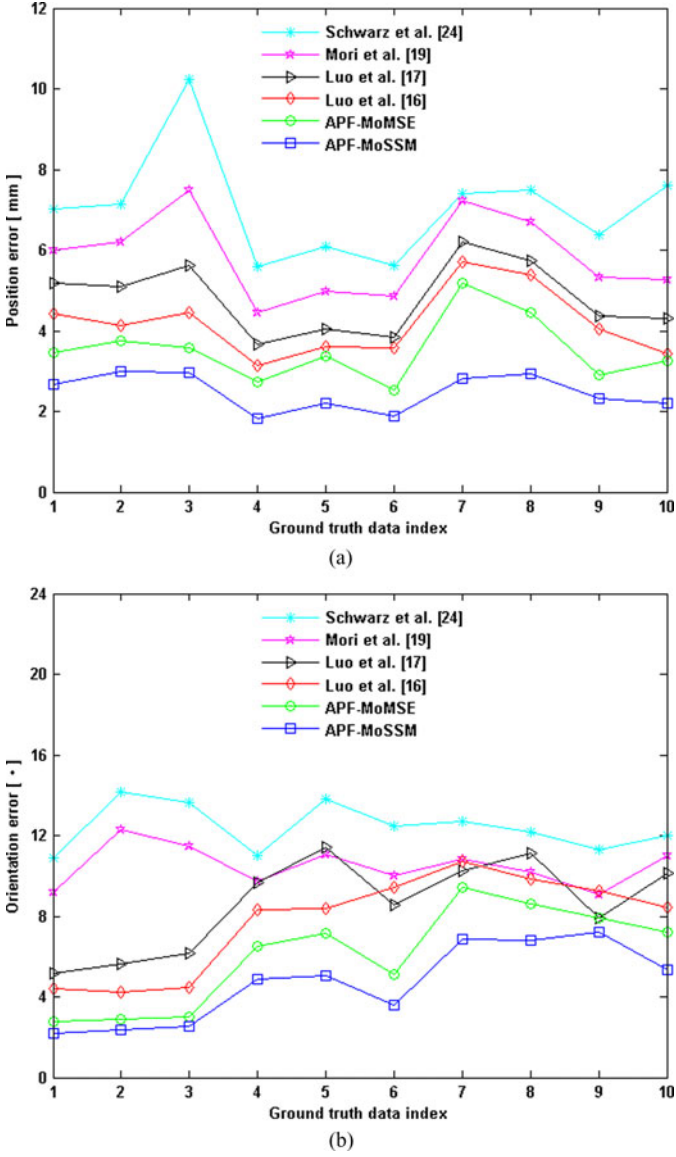 12
10
8
6
4
2
0
Position error [ mm ]
Schwarz et al. [24]
Mori et al. [19]
Luo et al. [17]
Luo et al. [16]
APF-MoMSE
APF-MoSSM
1 2 3 4 5 6 7 8 9 10
Ground truth data index
(a)
24
20
16
12
8
4
0
Orientation error [ • ]
Schwarz et al. [24]
Mori et al. [19]
Luo et al. [17]
Luo et al. [16]
APF-MoMSE
APF-MoSSM
1 2 3 4 5 6 7 8 9 10
Ground truth data index
(b)